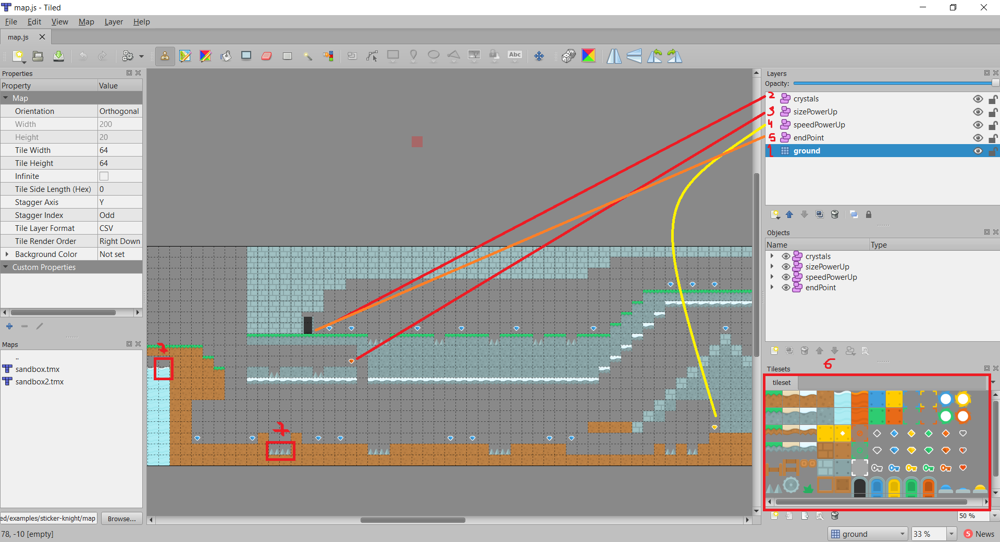 map.js - Tiled
File Edit View Map Layer Help
map.js
Abc
Properties
Property Value
Map
Orientation Orthogonal
Width 200
Height 20
Tile Width 64
Tile Height 64
Infinite
Tile Side Length (Hex) 0
Stagger Axis Y
Stagger Index Odd
Tile Layer Format CSV
Tile Render Order Right Down
Background Color Not set
Custom Properties
Maps
..
sandbox.tmx
sandbox2.tmx
ed/examples/sticker-knight/map Browse...
78, -10 [empty]
7
7
Layers
Opacity:
2 crystals
3 sizePowerUp
4 speedPowerUp
5 endPoint
1 ground
Objects
Name Type
crystals
sizePowerUp
speedPowerUp
endPoint
6
Tilesets
tileset
50 %
ground 33 % 5 News